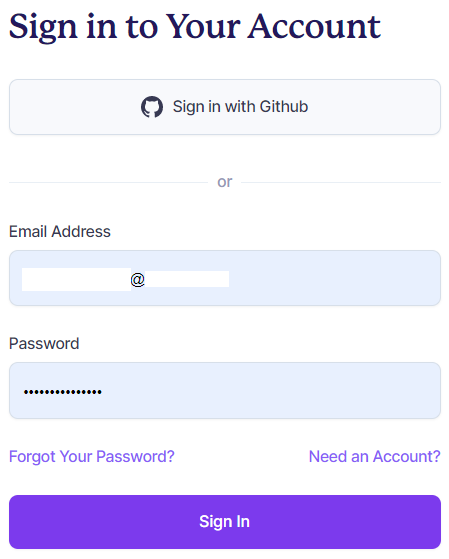 Sign in to Your Account
Sign in with Github
or
Email Address
@
Password
•••••••••••••••
Forgot Your Password? Need an Account?
Sign In